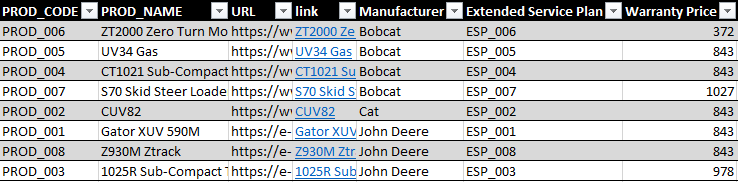 PROD_CODE PROD_NAME URL link Manufacturer Extended Service Plan Warranty Price
PROD_006 ZT2000 Zero Turn Mo https://w ZT2000 Ze Bobcat ESP_006 372
PROD_005 UV34 Gas https://w UV34 Gas Bobcat ESP_005 843
PROD_004 CT1021 Sub-Compact https://w CT1021 Su Bobcat ESP_004 843
PROD_007 S70 Skid Steer Loade https://w S70 Skid S Bobcat ESP_007 1027
PROD_002 CUV82 https://w CUV82 Cat ESP_002 843
PROD_001 Gator XUV 590M https://e- Gator XUV John Deere ESP_001 843
PROD_008 Z930M Ztrack https://e- Z930M Ztr John Deere ESP_008 843
PROD_003 1025R Sub-Compact T https://e- 1025R Sub John Deere ESP_003 978